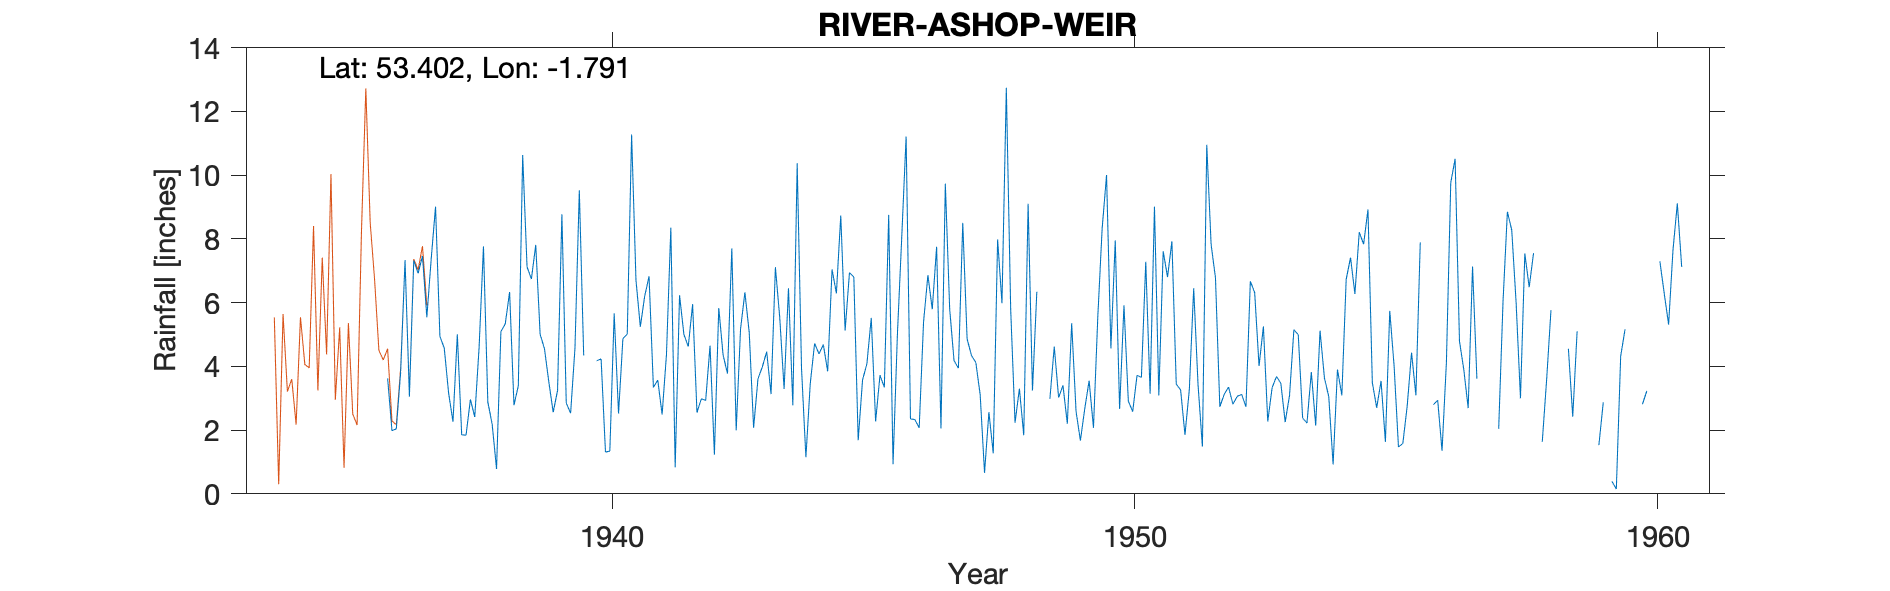 RIVER-ASHOP-WEIR
Lat: 53.402, Lon: -1.791
Rainfall [inches]
14
12
10
8
6
4
2
0
1940 1950 1960
Year